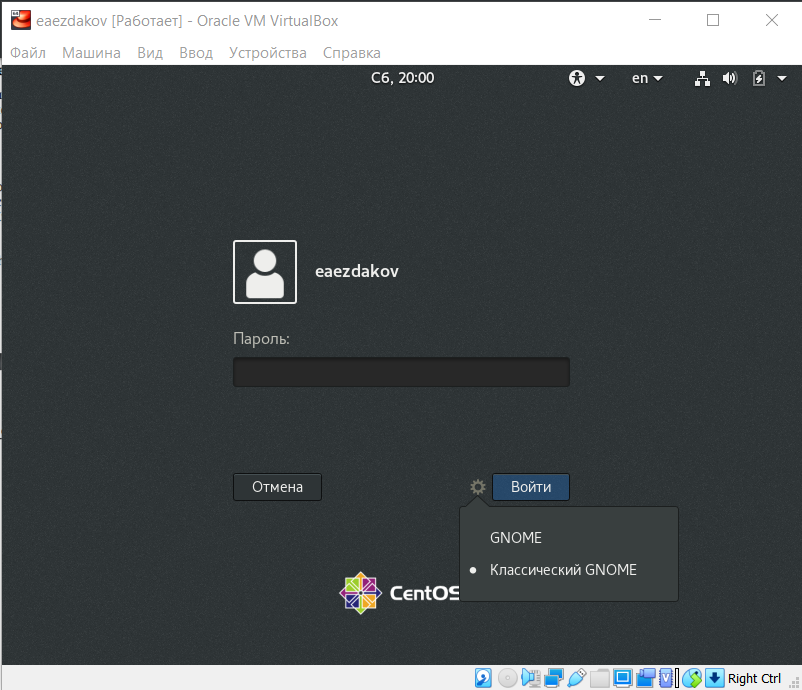 eaezdakov [Работает] - Oracle VM VirtualBox
Файл Машина Вид Ввод Устройства Справка
Сб, 20:00 en
eaezdakov
Пароль:
Отмена Войти
GNOME
Классический GNOME
CentOS
Right Ctrl